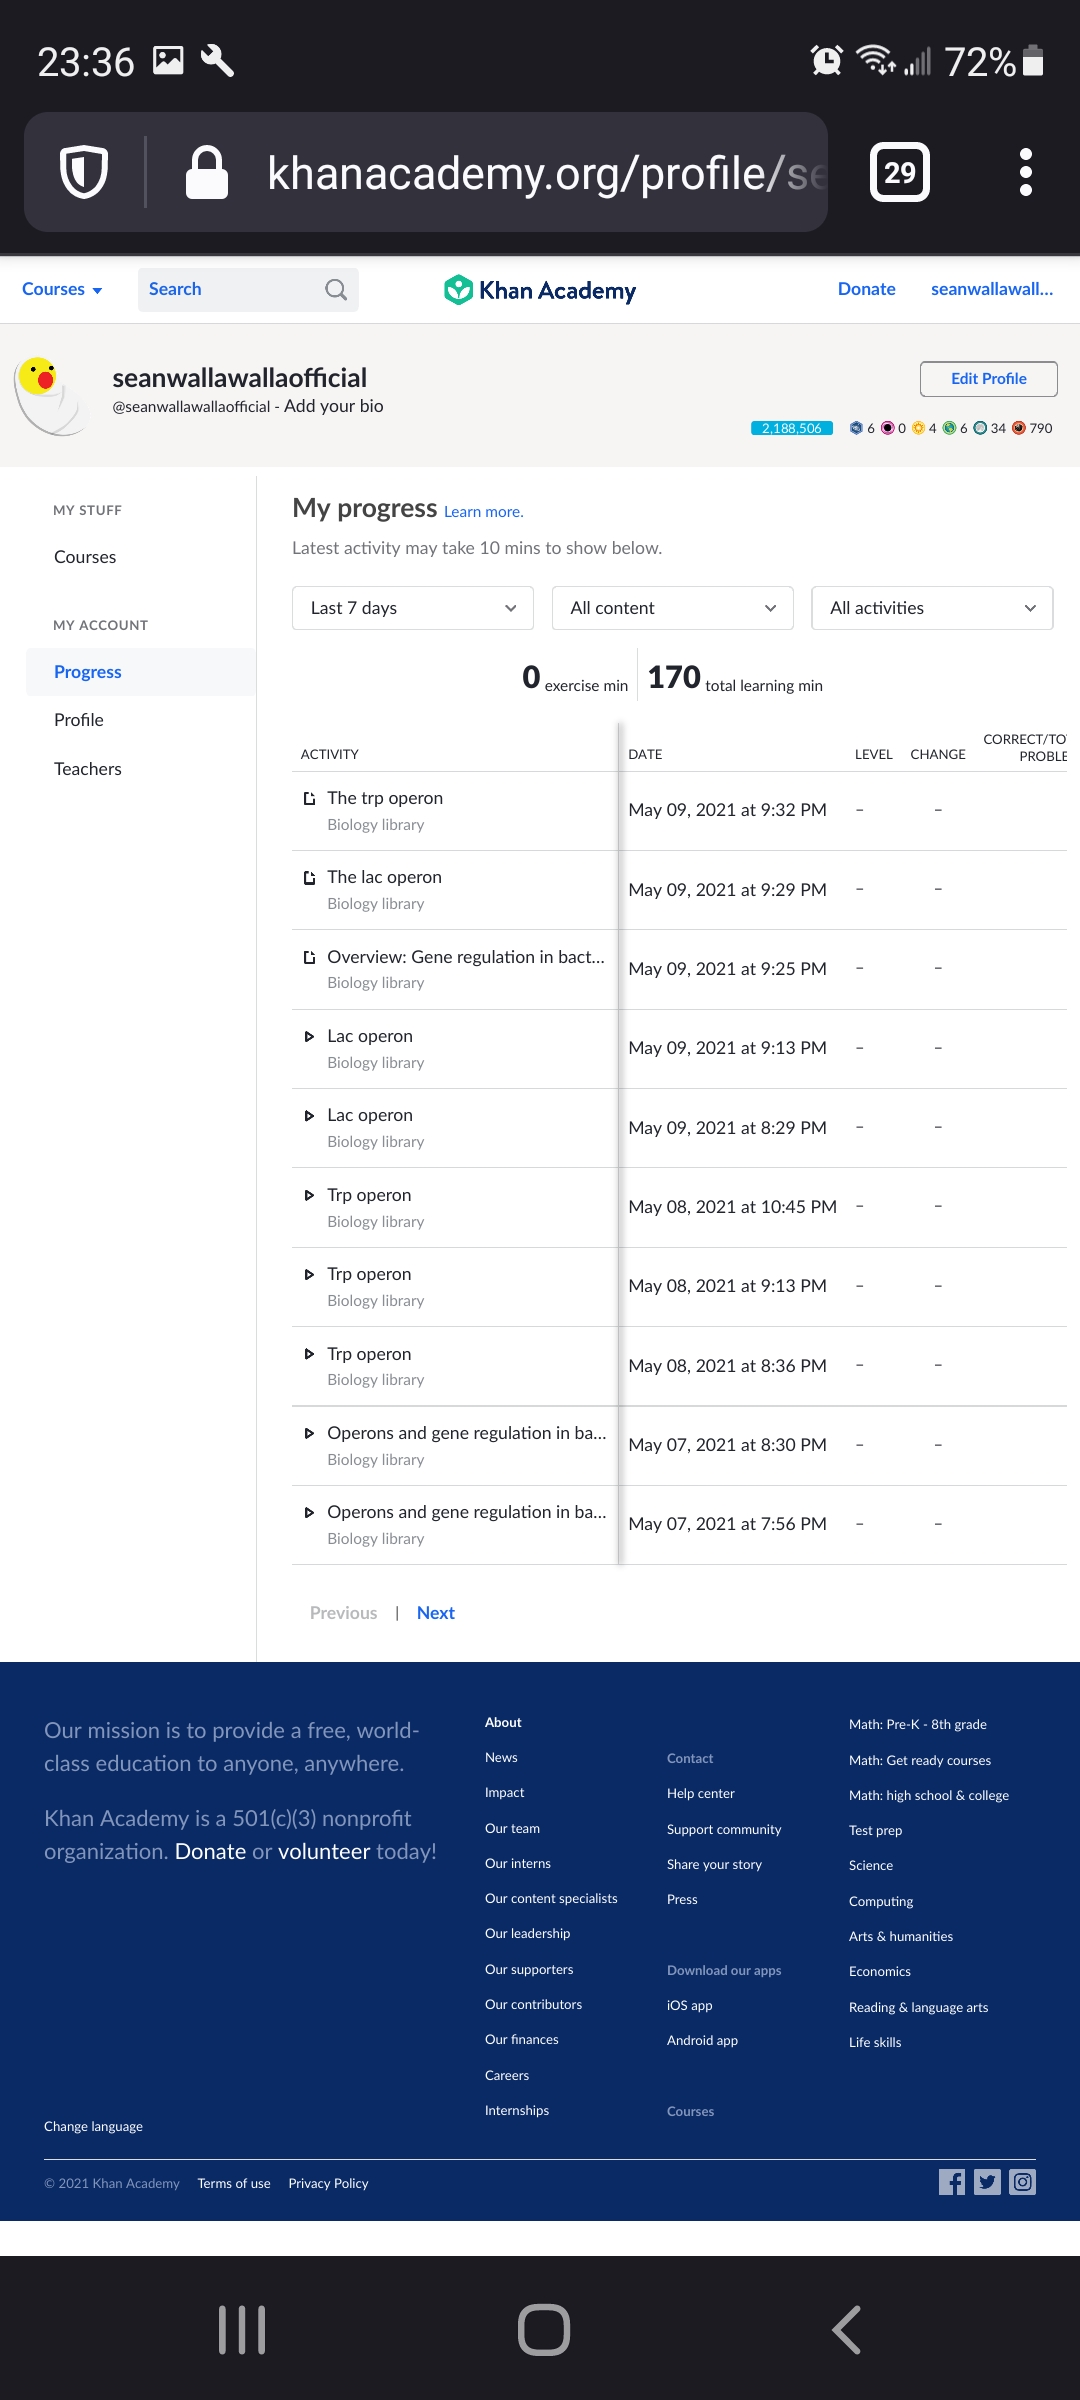 23:36
72%
khanacademy.org/profile/se
29
Courses
Search
Khan Academy
Donate
seanwallawall...
seanwallawallaofficial
@seanwallawallaofficial - Add your bio
Edit Profile
2,188,506 6 0 4 6 34 790
MY STUFF
Courses
MY ACCOUNT
Progress
Profile
Teachers
My progress Learn more.
Latest activity may take 10 mins to show below.
Last 7 days
All content
All activities
0 exercise min
170 total learning min
ACTIVITY DATE LEVEL CHANGE CORRECT/TO
PROBLE
The trp operon
Biology library
May 09, 2021 at 9:32 PM – –
The lac operon
Biology library
May 09, 2021 at 9:29 PM – –
Overview: Gene regulation in bact...
Biology library
May 09, 2021 at 9:25 PM – –
Lac operon
Biology library
May 09, 2021 at 9:13 PM – –
Lac operon
Biology library
May 09, 2021 at 8:29 PM – –
Trp operon
Biology library
May 08, 2021 at 10:45 PM – –
Trp operon
Biology library
May 08, 2021 at 9:13 PM – –
Trp operon
Biology library
May 08, 2021 at 8:36 PM – –
Operons and gene regulation in ba...
Biology library
May 07, 2021 at 8:30 PM – –
Operons and gene regulation in ba...
Biology library
May 07, 2021 at 7:56 PM – –
Previous | Next
Our mission is to provide a free, world-
class education to anyone, anywhere.
Khan Academy is a 501(c)(3) nonprofit
organization. Donate or volunteer today!
About
News
Impact
Our team
Our interns
Our content specialists
Our leadership
Our supporters
Our contributors
Our finances
Careers
Internships
Contact
Help center
Support community
Share your story
Press
Download our apps
iOS app
Android app
Courses
Math: Pre-K - 8th grade
Math: Get ready courses
Math: high school & college
Test prep
Science
Computing
Arts & humanities
Economics
Reading & language arts
Life skills
Change language
© 2021 Khan Academy Terms of use Privacy Policy